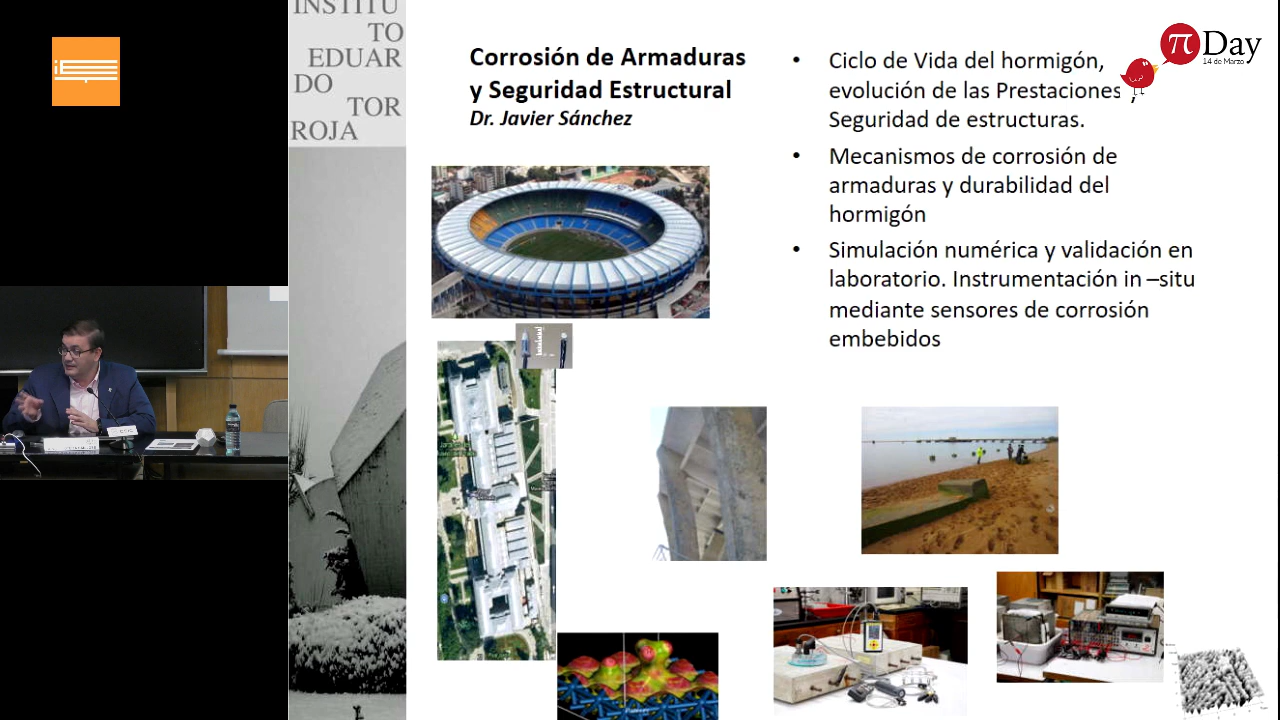 INSTITU
TO
EDUAR
DO
TOR
ROJA
Corrosión de Armaduras
y Seguridad Estructural
Dr. Javier Sánchez
• Ciclo de Vida del hormigón,
evolución de las Prestaciones,
Seguridad de estructuras.
• Mecanismos de corrosión de
armaduras y durabilidad del
hormigón
• Simulación numérica y validación en
laboratorio. Instrumentación in –situ
mediante sensores de corrosión
embebidos
π Day
14 de Marzo